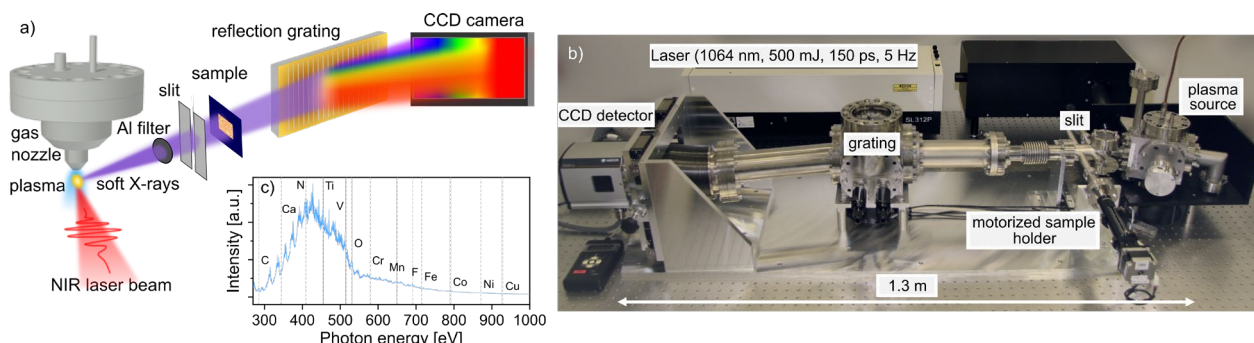 a)
gas
nozzle
plasma
NIR laser beam
soft X-rays
Al filter
slit
sample
reflection grating
CCD camera
c)
Intensity [a.u.]
C
Ca
N
Ti
V
O
Cr
Mn
F
Fe
Co
Ni
Cu
300 400 500 600 700 800 900 1000
Photon energy [eV]
b)
Laser (1064 nm, 500 mJ, 150 ps, 5 Hz
CCD detector
SL312P
grating
slit
plasma
source
motorized sample
holder
1.3 m